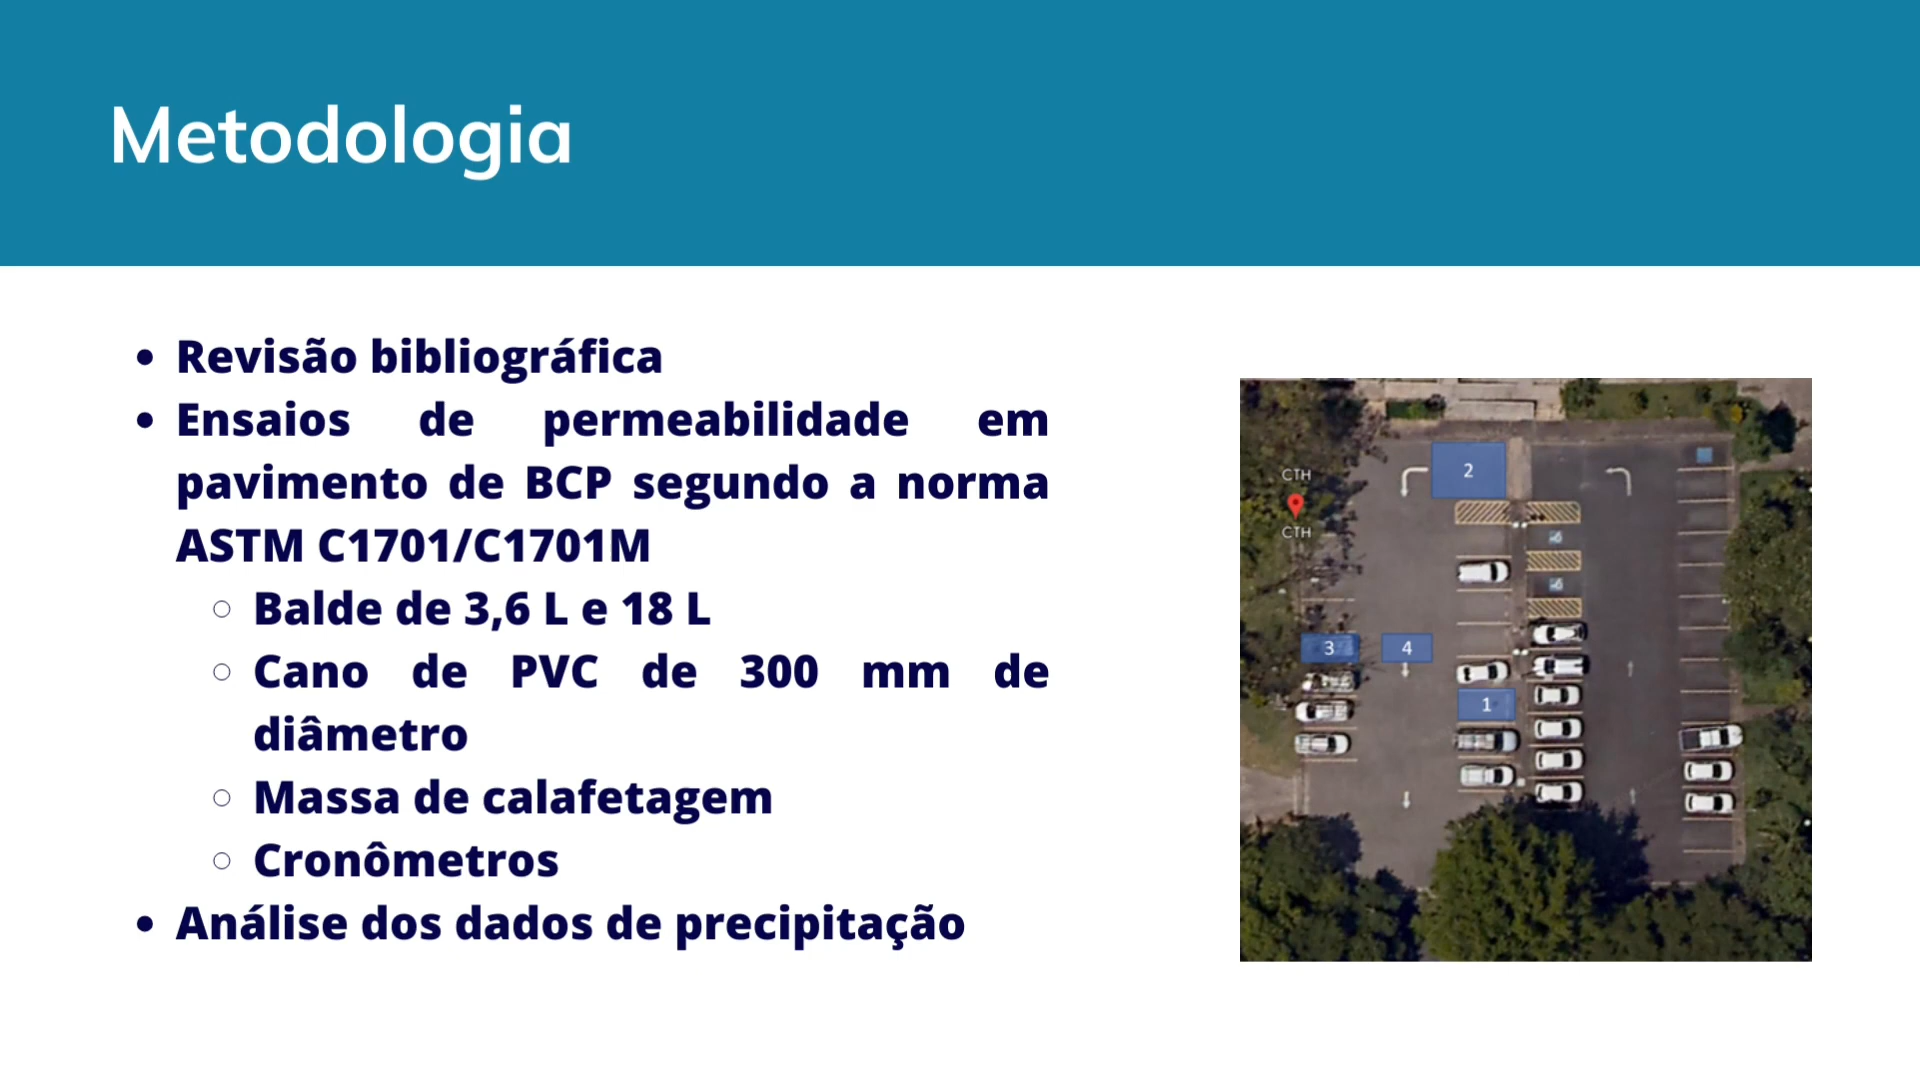 Metodologia
Revisão bibliográfica
Ensaios de permeabilidade em
pavimento de BCP segundo a norma
ASTM C1701/C1701M
Balde de 3,6 L e 18 L
Cano de PVC de 300 mm de
diâmetro
Massa de calafetagem
Cronômetros
Análise dos dados de precipitação
CTH
CTH
2
3
4
1